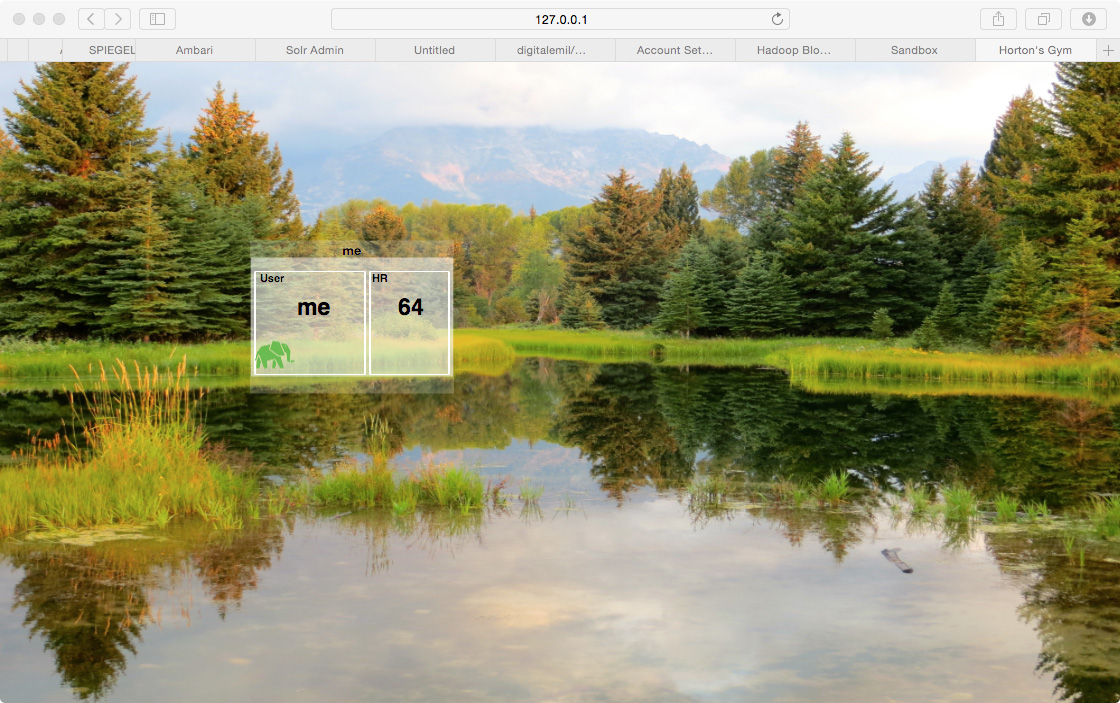 127.0.0.1
SPIEGEL
Ambari
Solr Admin
Untitled
digitalemil/...
Account Set...
Hadoop Blo...
Sandbox
Horton's Gym
me
User
HR
me
64